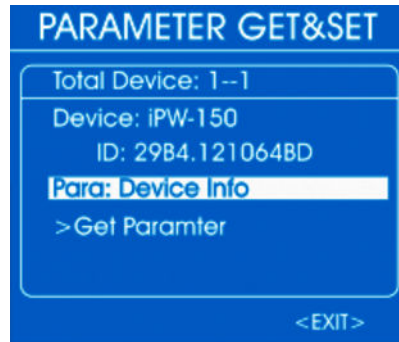 PARAMETER GET&SET
Total Device: 1--1
Device: iPW-150
ID: 29B4.121064BD
Para: Device Info
>Get Paramter
<EXIT>